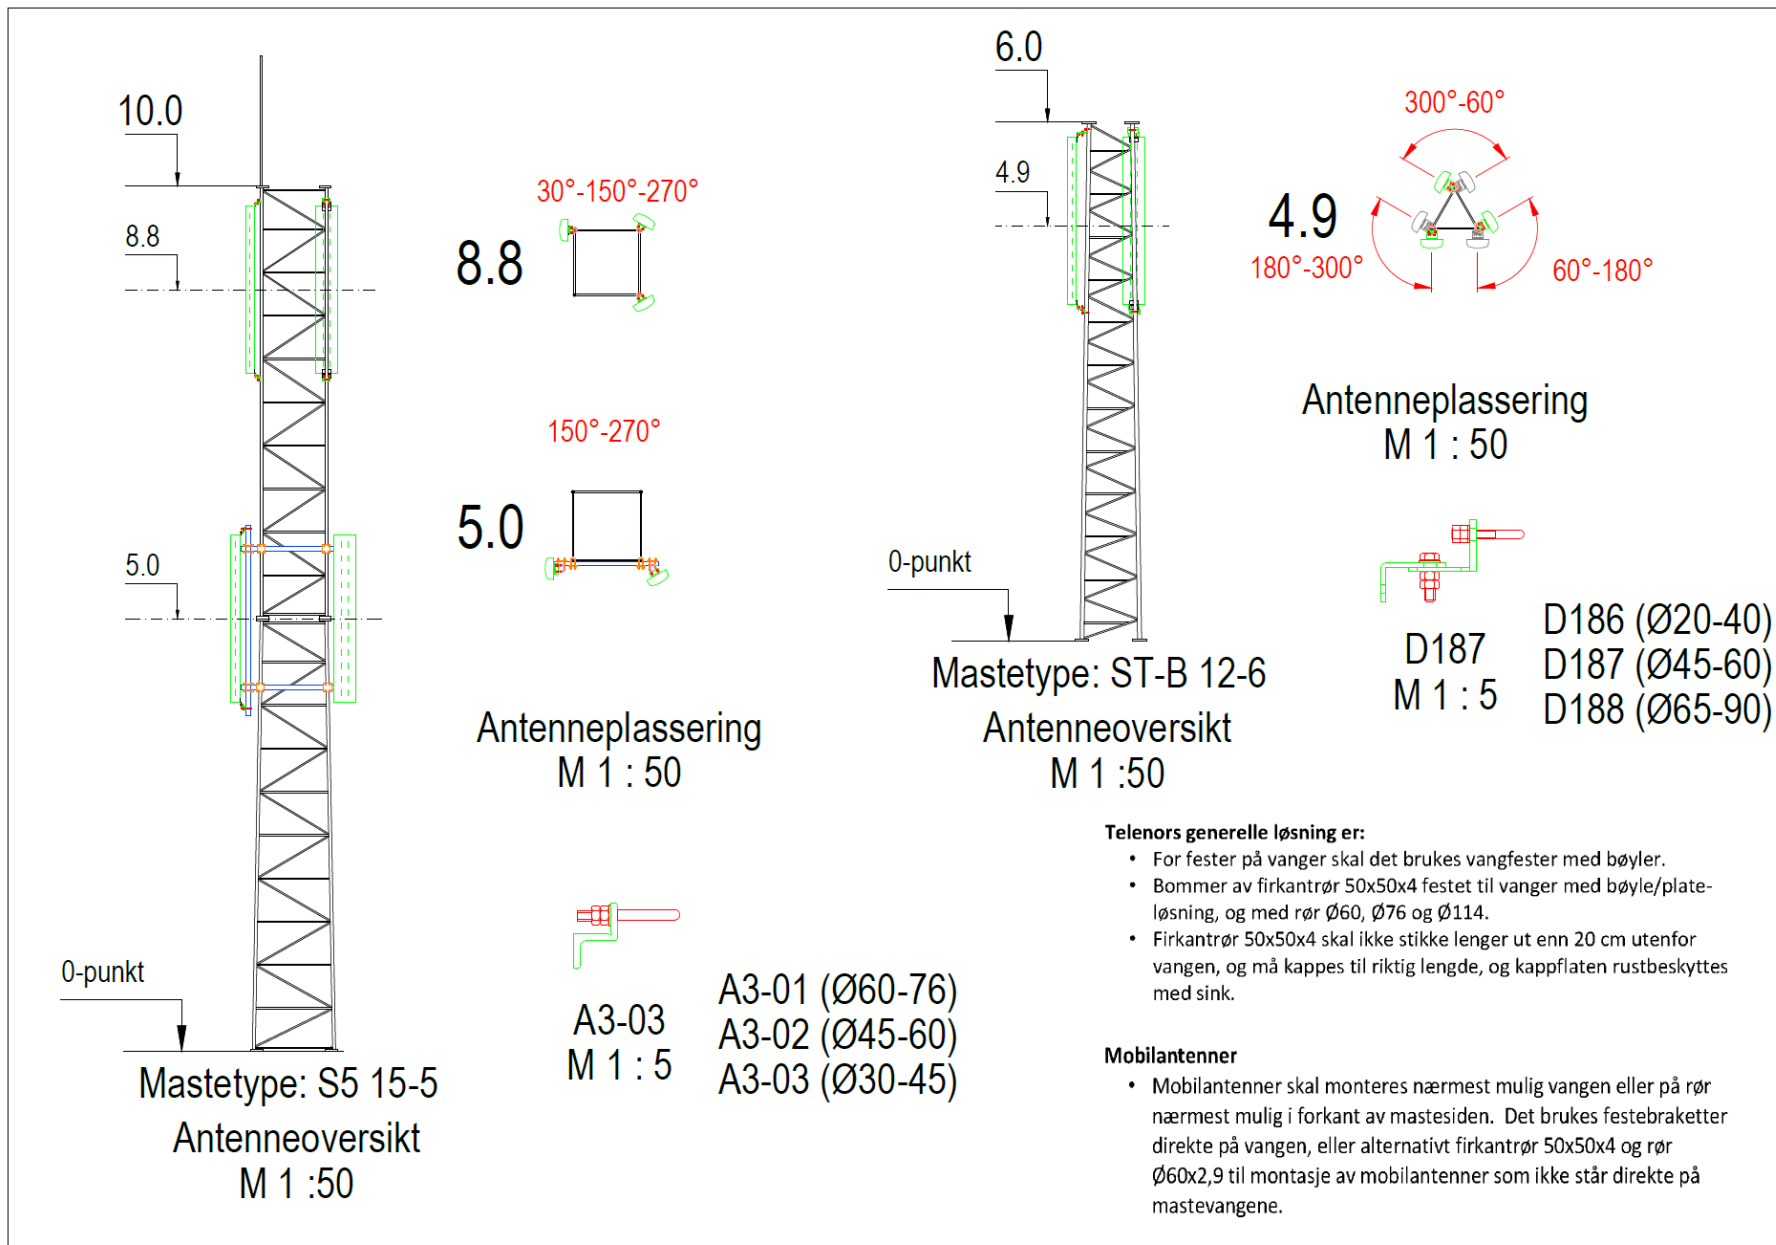 10.0
8.8
5.0
0-punkt
Mastetype: S5 15-5
Antenneoversikt
M 1 :50
30°-150°-270°
8.8
150°-270°
5.0
Antenneplassering
M 1 : 50
A3-03
M 1 : 5
A3-01 (Ø60-76)
A3-02 (Ø45-60)
A3-03 (Ø30-45)
6.0
4.9
0-punkt
Mastetype: ST-B 12-6
Antenneoversikt
M 1 :50
300°-60°
4.9
180°-300°
60°-180°
Antenneplassering
M 1 : 50
D187
M 1 : 5
D186 (Ø20-40)
D187 (Ø45-60)
D188 (Ø65-90)
Telenors generelle løsning er:
• For fester på vanger skal det brukes vangfester med bøyler.
• Bommer av firkantrør 50x50x4 festet til vanger med bøyle/plate-
løsning, og med rør Ø60, Ø76 og Ø114.
• Firkantrør 50x50x4 skal ikke stikke lenger ut enn 20 cm utenfor
vangen, og må kappes til riktig lengde, og kappflaten rustbeskyttes
med sink.
Mobilantenner
• Mobilantenner skal monteres nærmest mulig vangen eller på rør
nærmest mulig i forkant av mastesiden. Det brukes festebraketter
direkte på vangen, eller alternativt firkantrør 50x50x4 og rør
Ø60x2,9 til montasje av mobilantenner som ikke står direkte på
mastevangene.